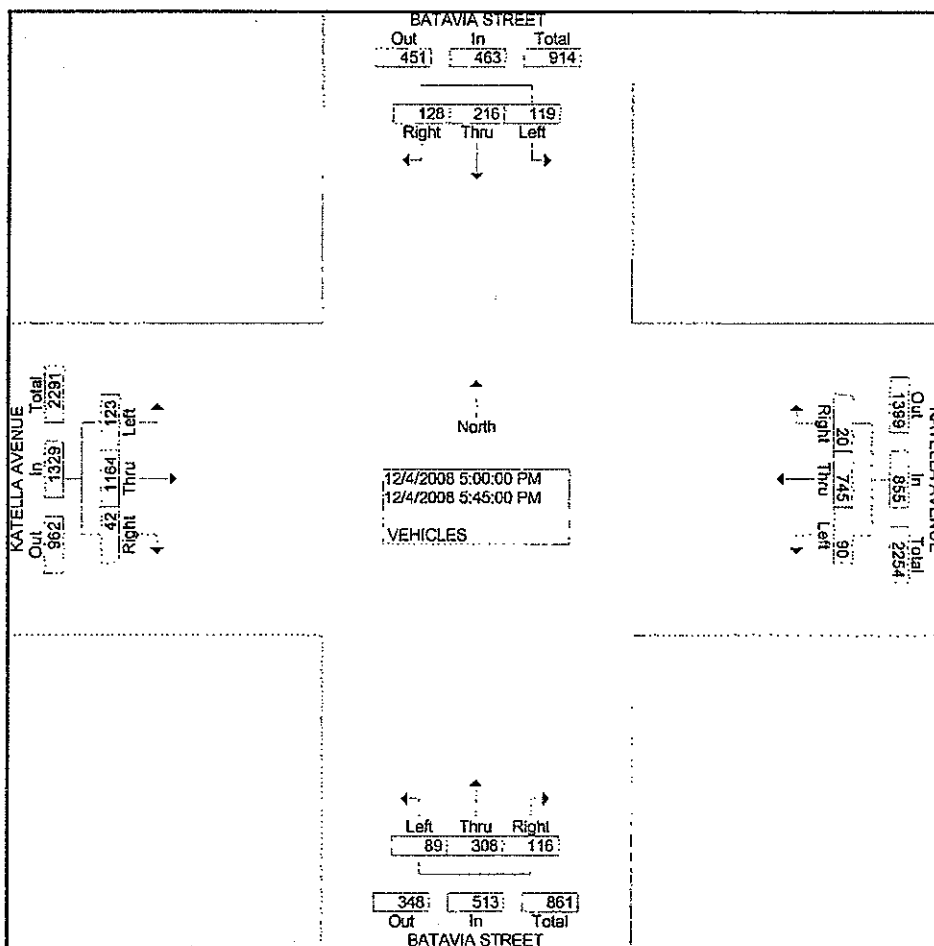 BATAVIA STREET
Out In Total
451 463 914
128 216 119
Right Thru Left
KATELLA AVENUE
Out In Total
962 1329 2291
42 1164 123
Right Thru Left
North
12/4/2008 5:00:00 PM
12/4/2008 5:45:00 PM
VEHICLES
Right Thru Left
20 745 90
1399 855 2254
Out In Total
KATELLA AVENUE
Left Thru Right
89 308 116
348 513 861
Out In Total
BATAVIA STREET